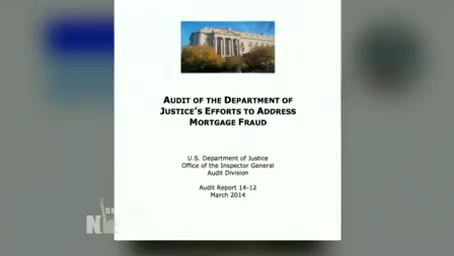 AUDIT OF THE DEPARTMENT OF
JUSTICE'S EFFORTS TO ADDRESS
MORTGAGE FRAUD
U.S. Department of Justice
Office of the Inspector General
Audit Division
Audit Report 14-12
March 2014